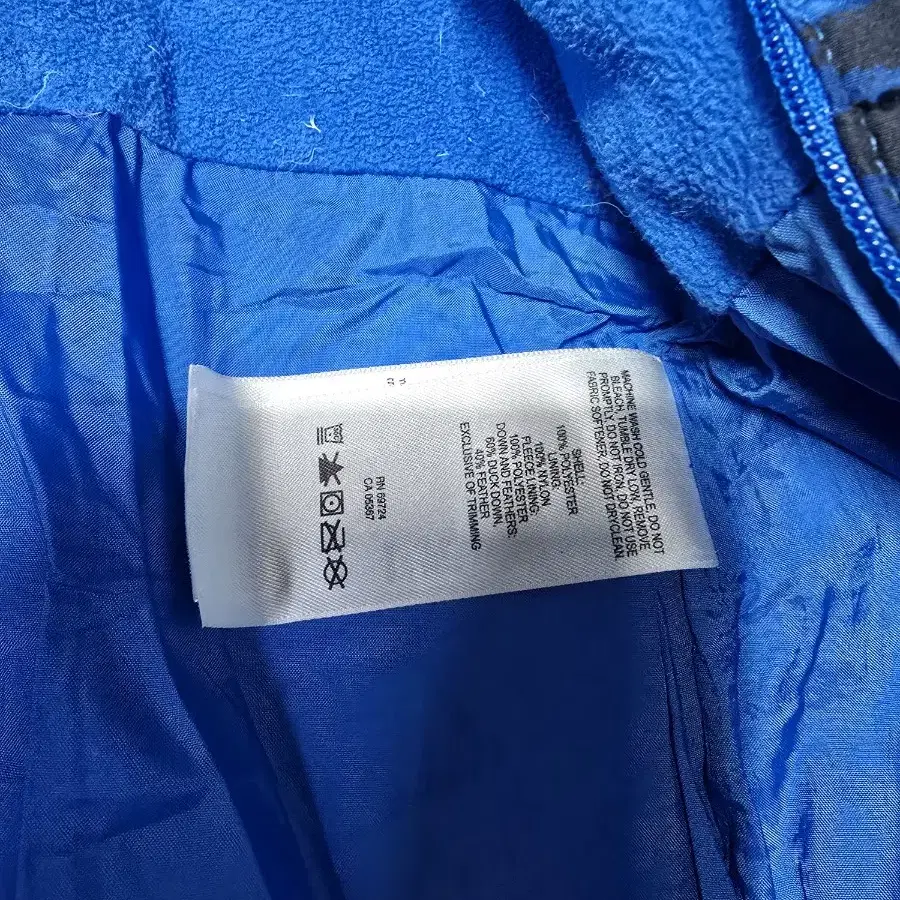 MACHINE WASH COLD GENTLE, DO NOT
BLEACH, TUMBLE DRY LOW, REMOVE
PROMPTLY, DO NOT IRON, DO NOT USE
FABRIC SOFTENER, DO NOT DRYCLEAN.
SHELL:
100% POLYESTER
LINING:
100% NYLON
FLEECE LINING:
100% POLYESTER
DOWN AND FEATHERS:
60% DUCK DOWN,
40% FEATHER
EXCLUSIVE OF TRIMMING
RN 69724
CA 05367